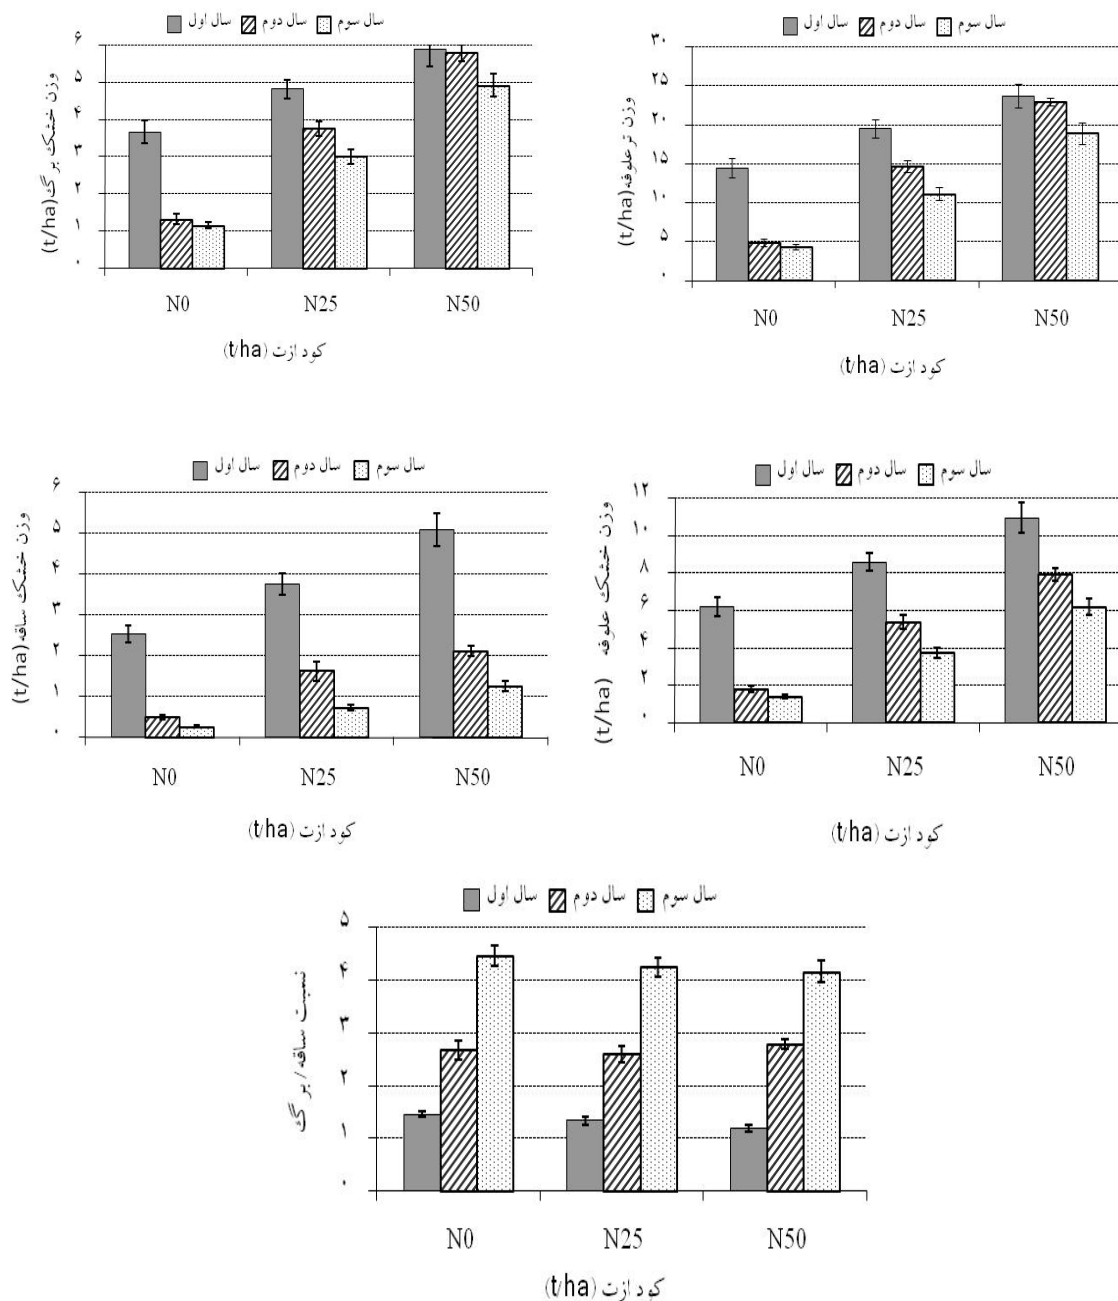 سال اول سال دوم سال سوم
وزن خشک برگ (t/ha)
۶
۵
۴
۳
۲
۱
۰
N0 N25 N50
کود ازت (t/ha)
سال اول سال دوم سال سوم
وزن تر علوفه (t/ha)
۳۰
۲۵
۲۰
۱۵
۱۰
۵
۰
N0 N25 N50
کود ازت (t/ha)
سال اول سال دوم سال سوم
وزن خشک ساقه (t/ha)
۶
۵
۴
۳
۲
۱
۰
N0 N25 N50
کود ازت (t/ha)
سال اول سال دوم سال سوم
وزن خشک علوفه (t/ha)
۱۲
۱۰
۸
۶
۴
۲
۰
N0 N25 N50
کود ازت (t/ha)
سال اول سال دوم سال سوم
نسبت ساقه / برگ
۵
۴
۳
۲
۱
۰
N0 N25 N50
کود ازت (t/ha)